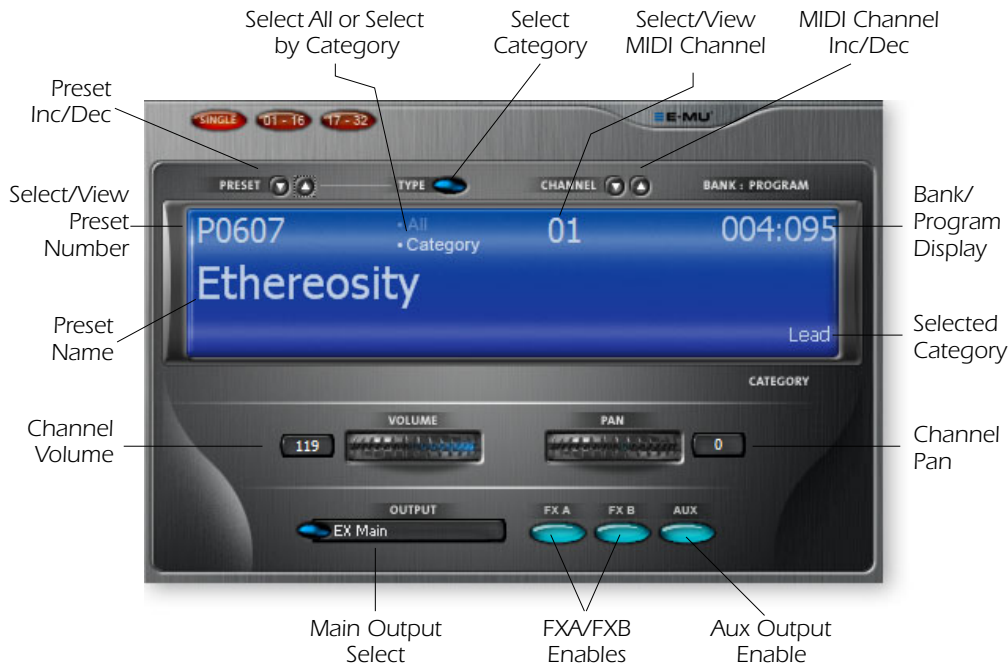 Select All or Select
by Category
Select
Category
Select/View
MIDI Channel
MIDI Channel
Inc/Dec
Preset
Inc/Dec
SINGLE
01 - 16
17 - 32
E-MU
PRESET
TYPE
CHANNEL
BANK : PROGRAM
Select/View
Preset
Number
P0607
• All
• Category
01
004:095
Bank/
Program
Display
Ethereosity
Preset
Name
Lead
Selected
Category
CATEGORY
Channel
Volume
VOLUME
119
PAN
0
Channel
Pan
OUTPUT
EX Main
FX A
FX B
AUX
Main Output
Select
FXA/FXB
Enables
Aux Output
Enable